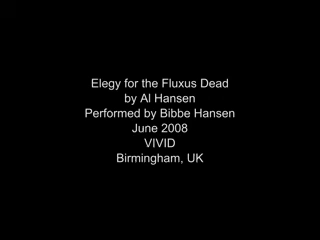 Elegy for the Fluxus Dead
by Al Hansen
Performed by Bibbe Hansen
June 2008
VIVID
Birmingham, UK